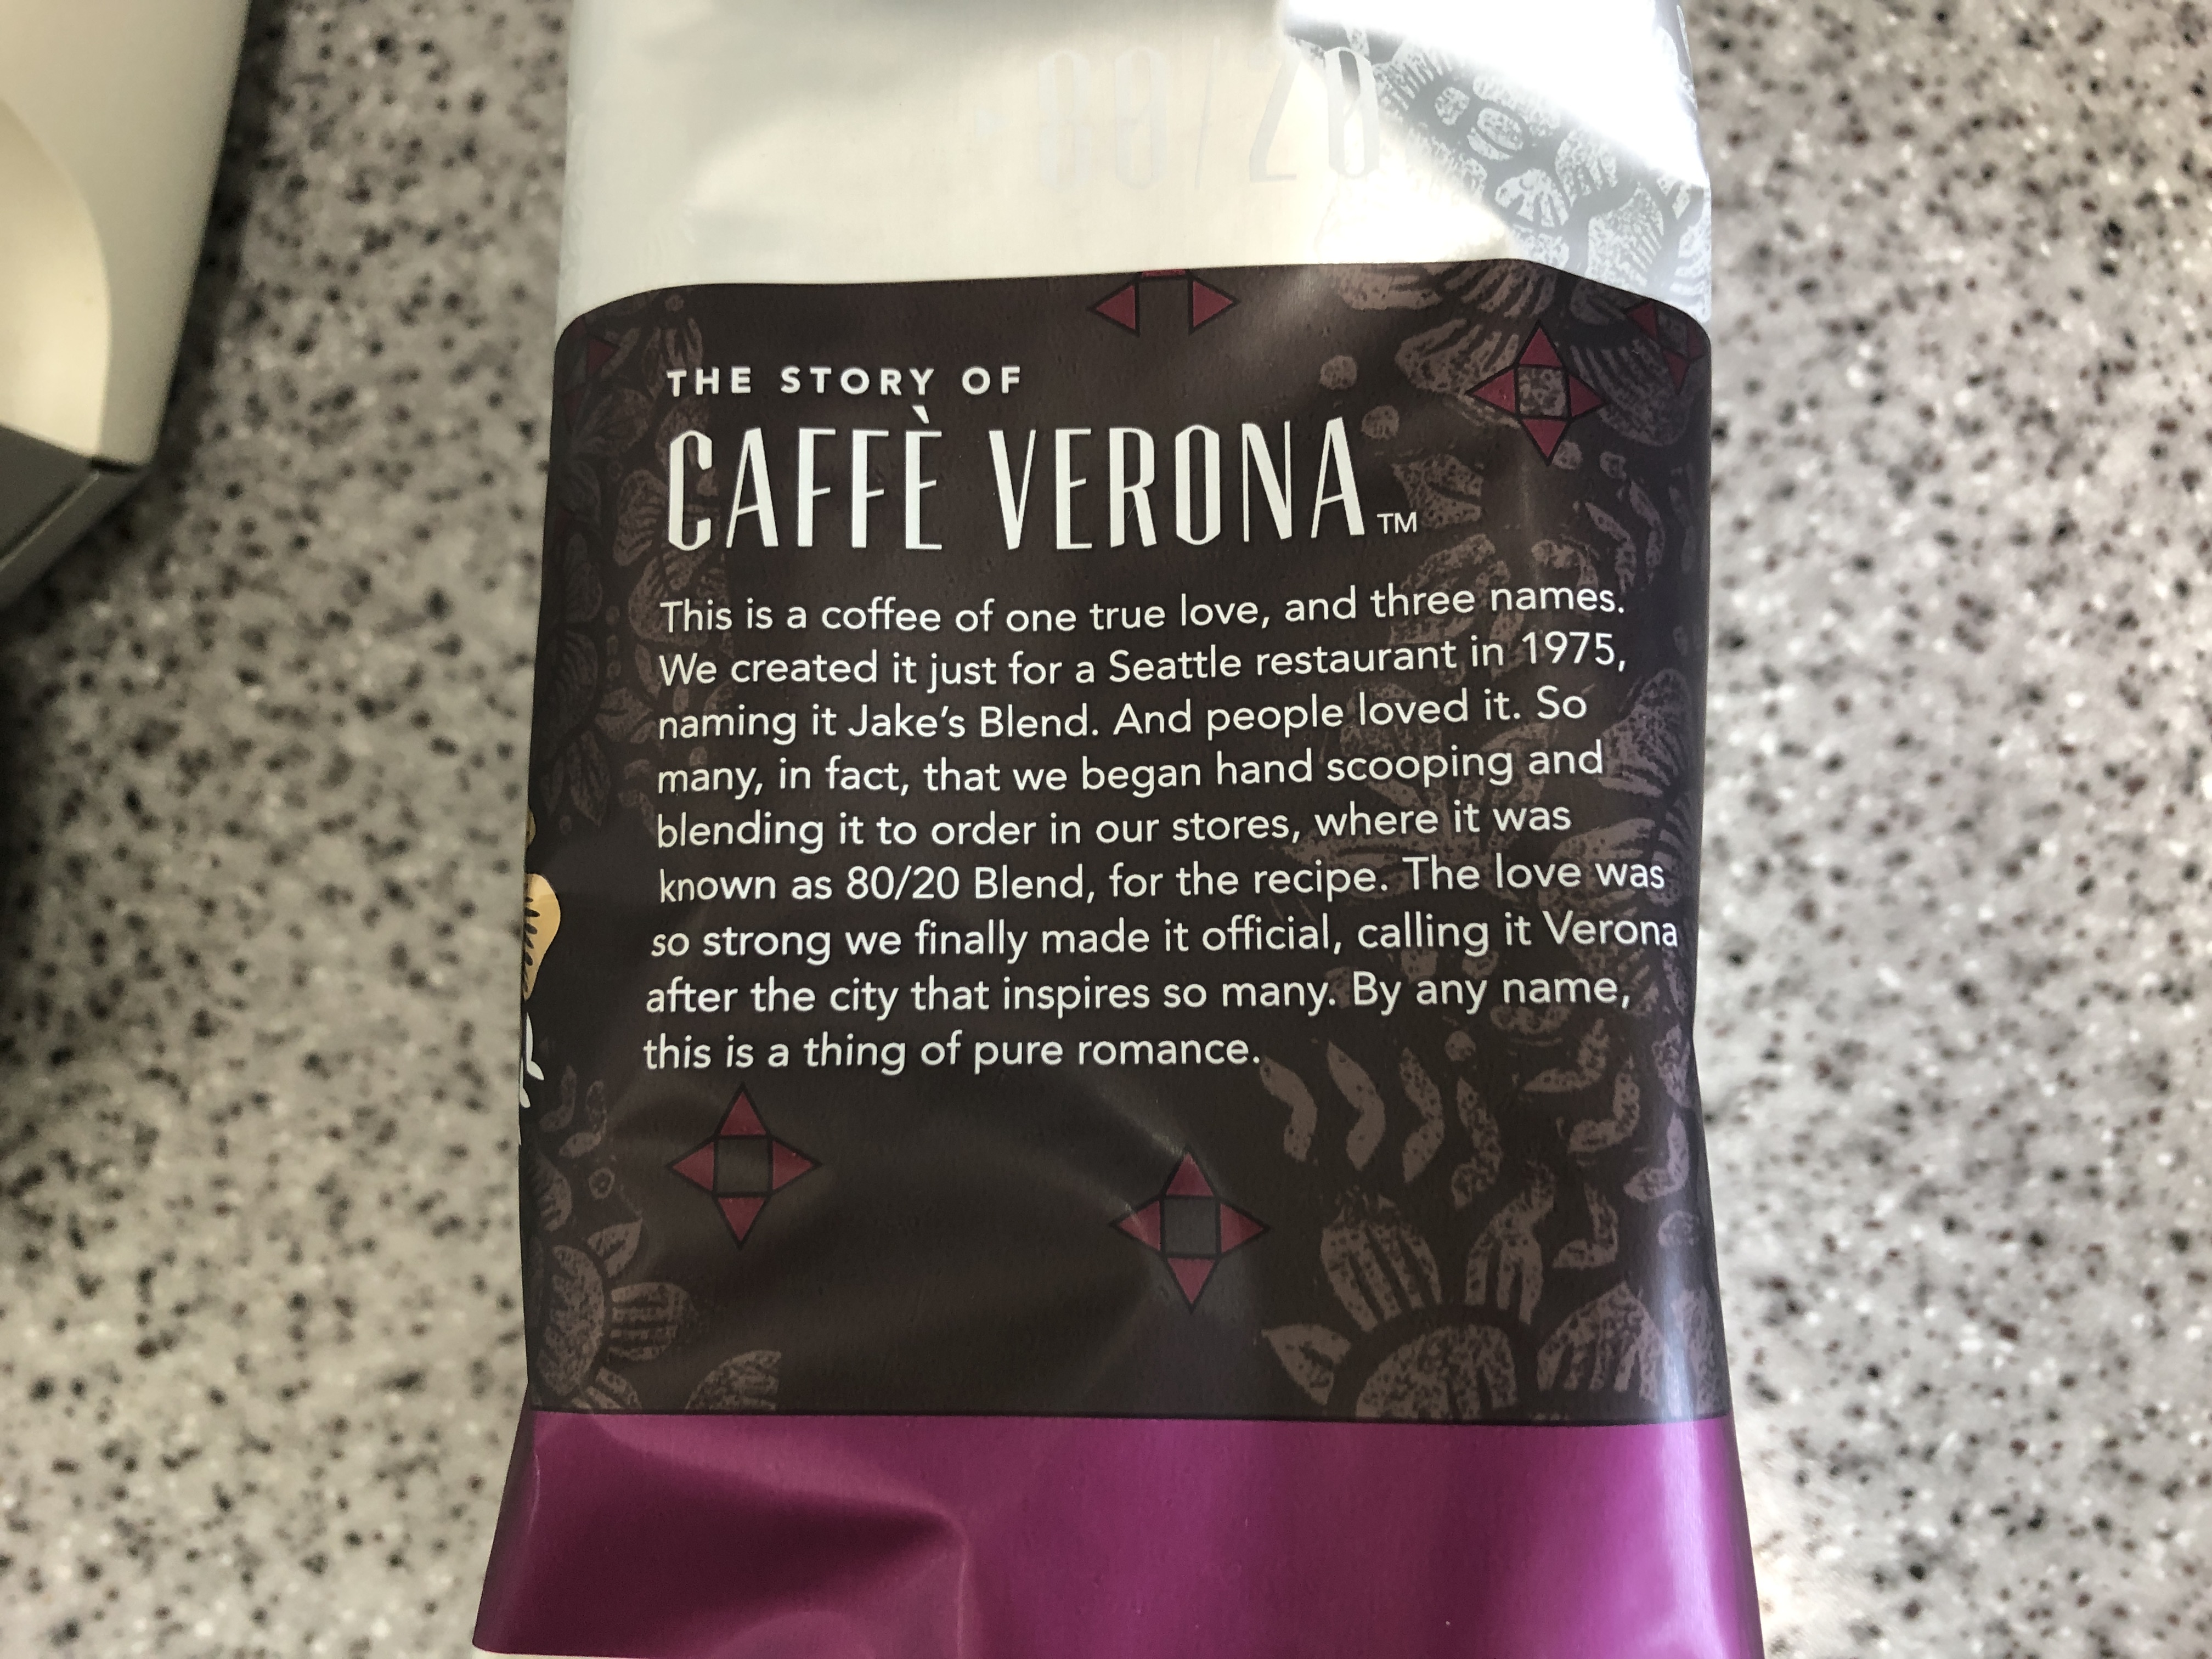 80/20
THE STORY OF
CAFFÈ VERONA™
This is a coffee of one true love, and three names.
We created it just for a Seattle restaurant in 1975,
naming it Jake's Blend. And people loved it. So
many, in fact, that we began hand scooping and
blending it to order in our stores, where it was
known as 80/20 Blend, for the recipe. The love was
so strong we finally made it official, calling it Verona
after the city that inspires so many. By any name,
this is a thing of pure romance.